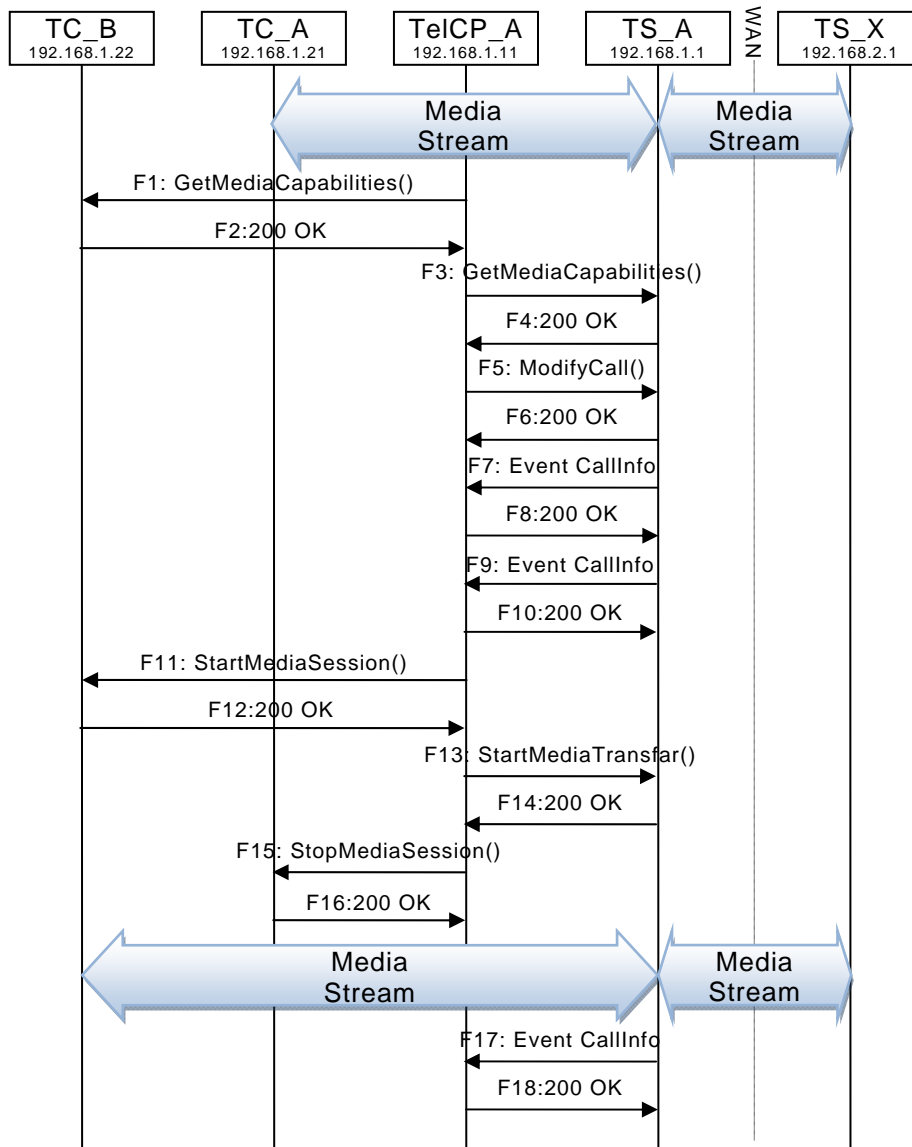 TC_B
192.168.1.22
TC_A
192.168.1.21
TelCP_A
192.168.1.11
TS_A
192.168.1.1
WAN
TS_X
192.168.2.1
Media
Stream
Media
Stream
F1: GetMediaCapabilities()
F2:200 OK
F3: GetMediaCapabilities()
F4:200 OK
F5: ModifyCall()
F6:200 OK
F7: Event CallInfo
F8:200 OK
F9: Event CallInfo
F10:200 OK
F11: StartMediaSession()
F12:200 OK
F13: StartMediaTransfar()
F14:200 OK
F15: StopMediaSession()
F16:200 OK
Media
Stream
Media
Stream
F17: Event CallInfo
F18:200 OK